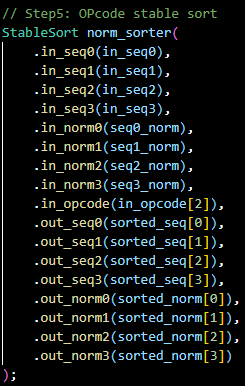 // Step5: OPcode stable sort
StableSort norm_sorter(
    .in_seq0(in_seq0),
    .in_seq1(in_seq1),
    .in_seq2(in_seq2),
    .in_seq3(in_seq3),
    .in_norm0(seq0_norm),
    .in_norm1(seq1_norm),
    .in_norm2(seq2_norm),
    .in_norm3(seq3_norm),
    .in_opcode(in_opcode[2]),
    .out_seq0(sorted_seq[0]),
    .out_seq1(sorted_seq[1]),
    .out_seq2(sorted_seq[2]),
    .out_seq3(sorted_seq[3]),
    .out_norm0(sorted_norm[0]),
    .out_norm1(sorted_norm[1]),
    .out_norm2(sorted_norm[2]),
    .out_norm3(sorted_norm[3])
);